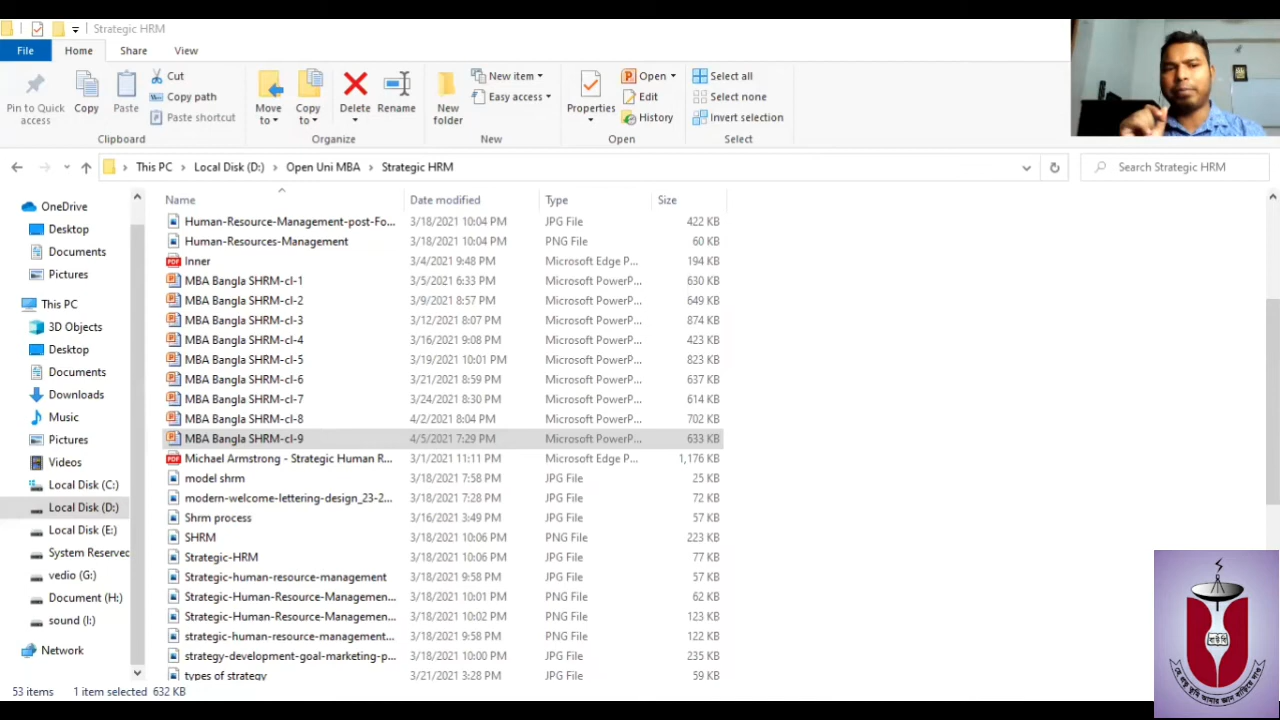 Strategic HRM
File Home Share View
Pin to Quick access
Copy
Paste
Cut
Copy path
Paste shortcut
Clipboard
Move to
Copy to
Delete
Rename
Organize
New folder
New item
Easy access
New
Properties
Open
Edit
History
Open
Select all
Select none
Invert selection
Select
This PC Local Disk (D:) Open Uni MBA Strategic HRM
Search Strategic HRM
OneDrive
Desktop
Documents
Pictures
This PC
3D Objects
Desktop
Documents
Downloads
Music
Pictures
Videos
Local Disk (C:)
Local Disk (D:)
Local Disk (E:)
System Reserved
vedio (G:)
Document (H:)
sound (I:)
Network
Name Date modified Type Size
Human-Resource-Management-post-Fo... 3/18/2021 10:04 PM JPG File 422 KB
Human-Resources-Management 3/18/2021 10:04 PM PNG File 60 KB
Inner 3/4/2021 9:48 PM Microsoft Edge P... 194 KB
MBA Bangla SHRM-cl-1 3/5/2021 6:33 PM Microsoft PowerP... 630 KB
MBA Bangla SHRM-cl-2 3/9/2021 8:57 PM Microsoft PowerP... 649 KB
MBA Bangla SHRM-cl-3 3/12/2021 8:07 PM Microsoft PowerP... 874 KB
MBA Bangla SHRM-cl-4 3/16/2021 9:08 PM Microsoft PowerP... 423 KB
MBA Bangla SHRM-cl-5 3/19/2021 10:01 PM Microsoft PowerP... 823 KB
MBA Bangla SHRM-cl-6 3/21/2021 8:59 PM Microsoft PowerP... 637 KB
MBA Bangla SHRM-cl-7 3/24/2021 8:30 PM Microsoft PowerP... 614 KB
MBA Bangla SHRM-cl-8 4/2/2021 8:04 PM Microsoft PowerP... 702 KB
MBA Bangla SHRM-cl-9 4/5/2021 7:29 PM Microsoft PowerP... 633 KB
Michael Armstrong - Strategic Human R... 3/1/2021 11:11 PM Microsoft Edge P... 1,176 KB
model shrm 3/18/2021 7:58 PM JPG File 25 KB
modern-welcome-lettering-design_23-2... 3/18/2021 7:28 PM JPG File 72 KB
Shrm process 3/16/2021 3:49 PM JPG File 57 KB
SHRM 3/18/2021 10:06 PM PNG File 223 KB
Strategic-HRM 3/18/2021 10:06 PM JPG File 77 KB
Strategic-human-resource-management 3/18/2021 9:58 PM JPG File 57 KB
Strategic-Human-Resource-Managemen... 3/18/2021 10:01 PM PNG File 62 KB
Strategic-Human-Resource-Managemen... 3/18/2021 10:02 PM PNG File 123 KB
strategic-human-resource-management... 3/18/2021 9:58 PM PNG File 122 KB
strategy-development-goal-marketing-p... 3/18/2021 10:00 PM JPG File 235 KB
types of strategy 3/21/2021 3:28 PM JPG File 59 KB
53 items 1 item selected 632 KB